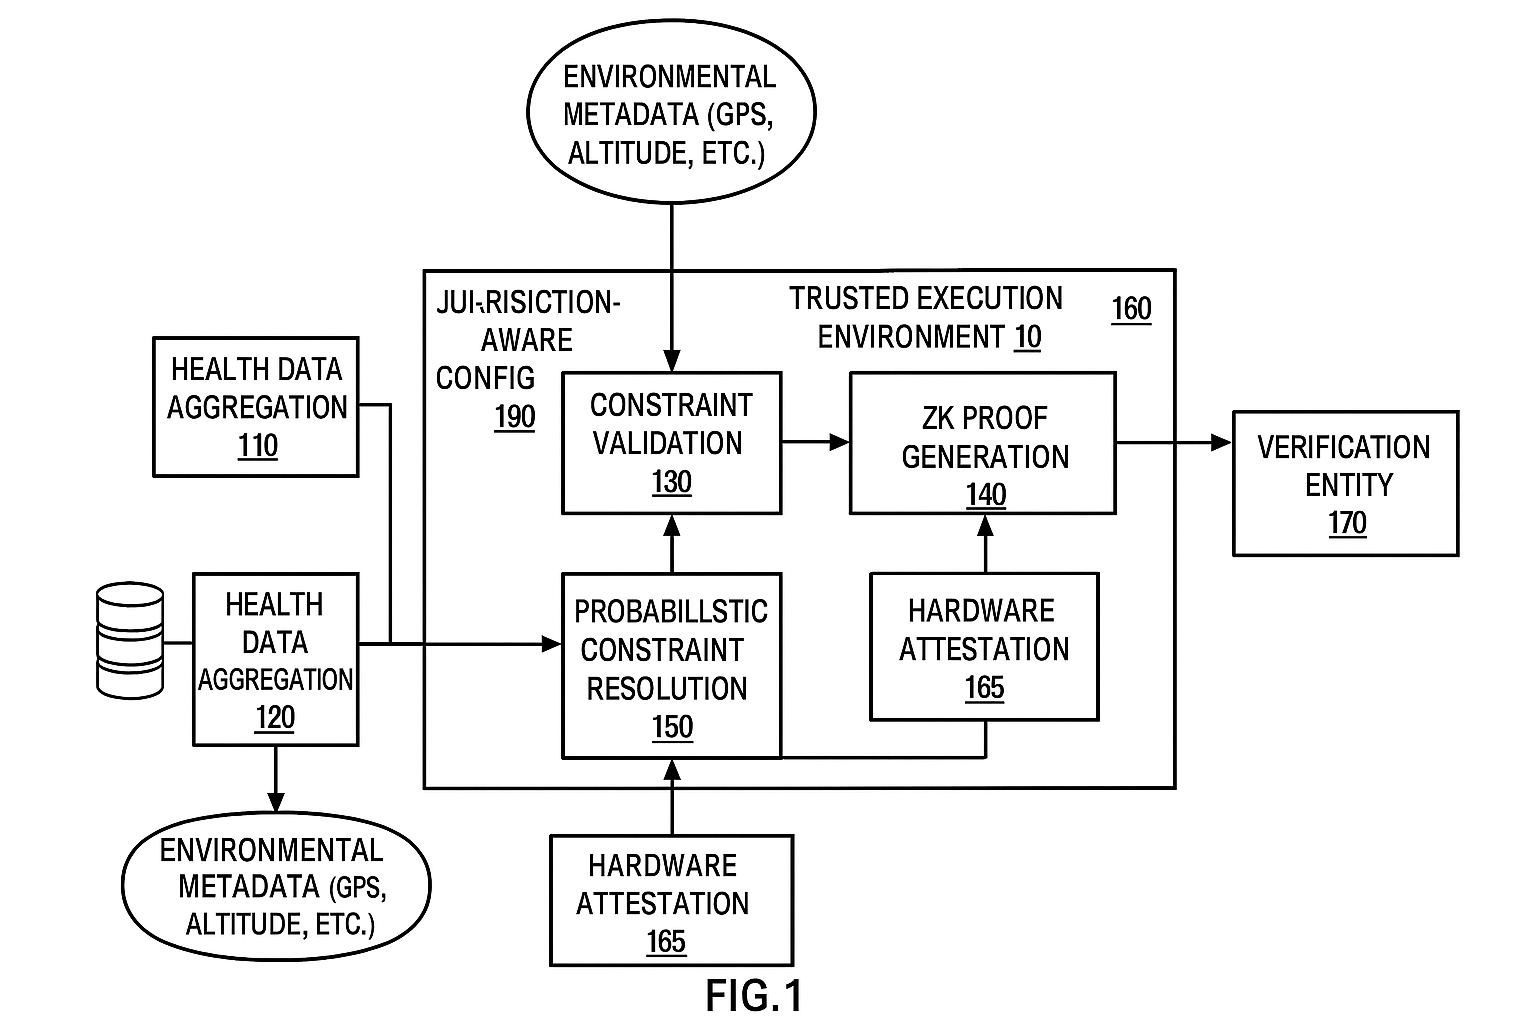 ENVIRONMENTAL
METADATA (GPS,
ALTITUDE, ETC.)
JUI-RISICTION-
AWARE
CONFIG
190
TRUSTED EXECUTION
ENVIRONMENT 10
160
HEALTH DATA
AGGREGATION
110
CONSTRAINT
VALIDATION
130
ZK PROOF
GENERATION
140
VERIFICATION
ENTITY
170
HEALTH
DATA
AGGREGATION
120
PROBABILLSTIC
CONSTRAINT
RESOLUTION
150
HARDWARE
ATTESTATION
165
ENVIRONMENTAL
METADATA (GPS,
ALTITUDE, ETC.)
HARDWARE
ATTESTATION
165
FIG.1